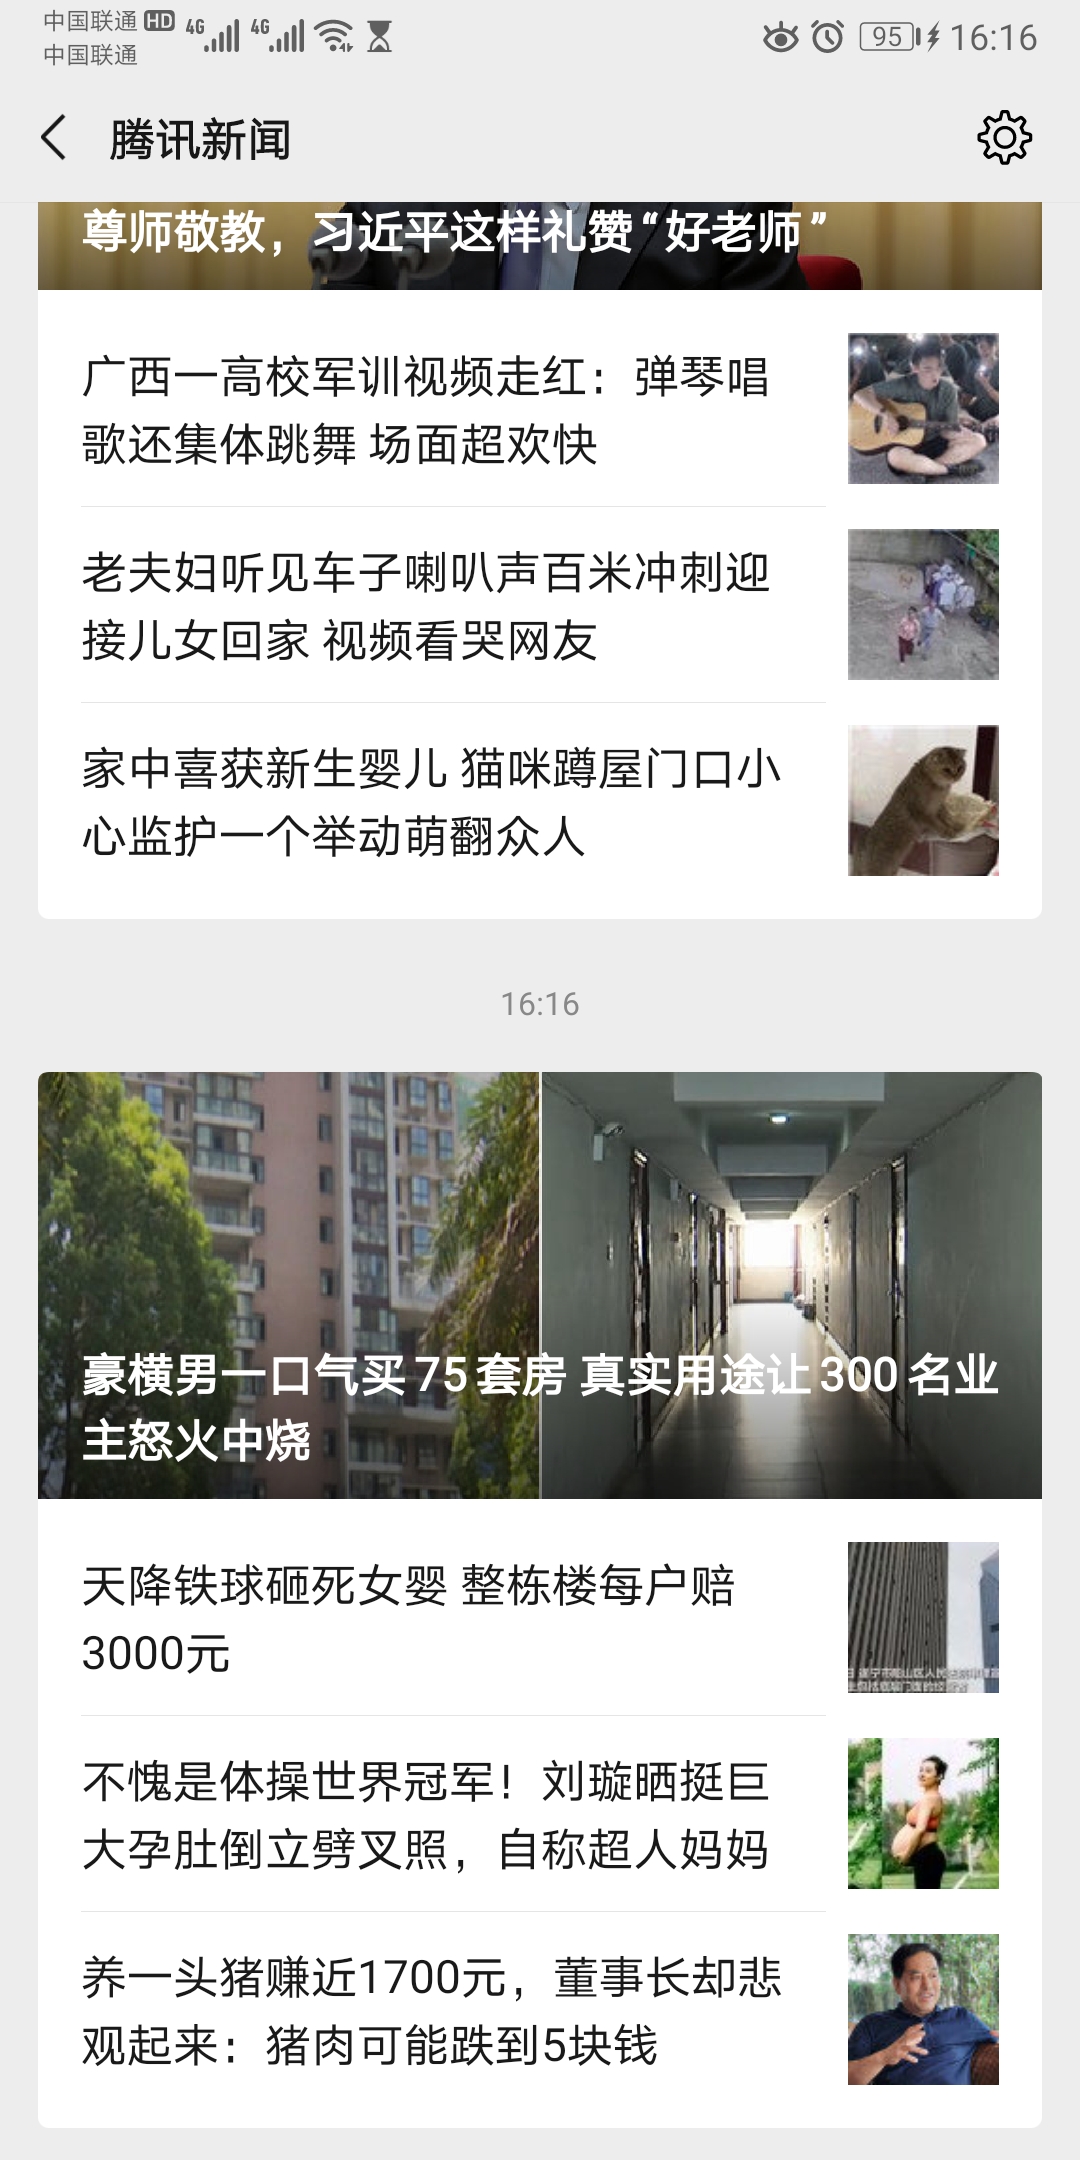 中国联通 HD 4G 4G 95 16:16
中国联通
腾讯新闻
尊师敬教，习近平这样礼赞“好老师”
广西一高校军训视频走红：弹琴唱
歌还集体跳舞 场面超欢快
老夫妇听见车子喇叭声百米冲刺迎
接儿女回家 视频看哭网友
家中喜获新生婴儿 猫咪蹲屋门口小
心监护一个举动萌翻众人
16:16
豪横男一口气买 75 套房 真实用途让 300 名业
主怒火中烧
天降铁球砸死女婴 整栋楼每户赔
3000元
不愧是体操世界冠军！刘璇晒挺巨
大孕肚倒立劈叉照，自称超人妈妈
养一头猪赚近1700元，董事长却悲
观起来：猪肉可能跌到5块钱